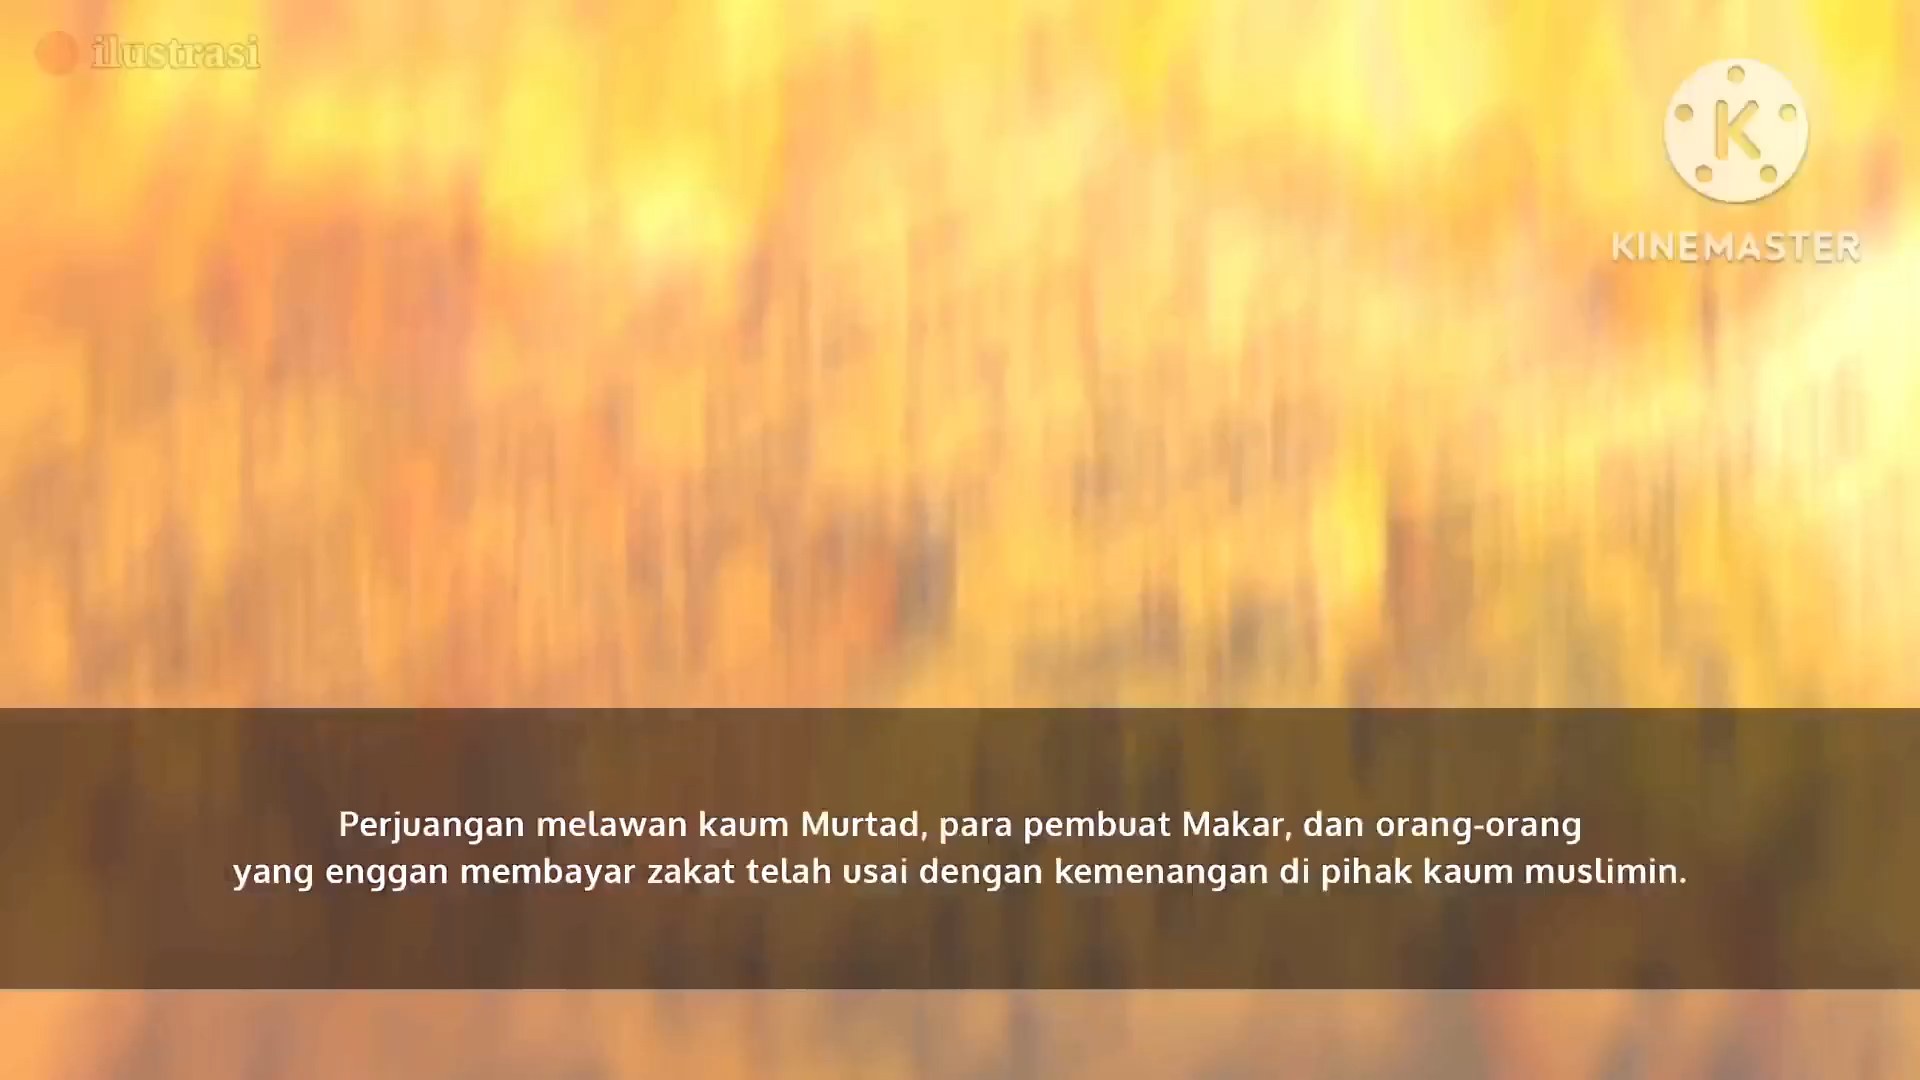 ilustrasi
K
KINEMASTER
Perjuangan melawan kaum Murtad, para pembuat Makar, dan orang-orang
yang enggan membayar zakat telah usai dengan kemenangan di pihak kaum muslimin.